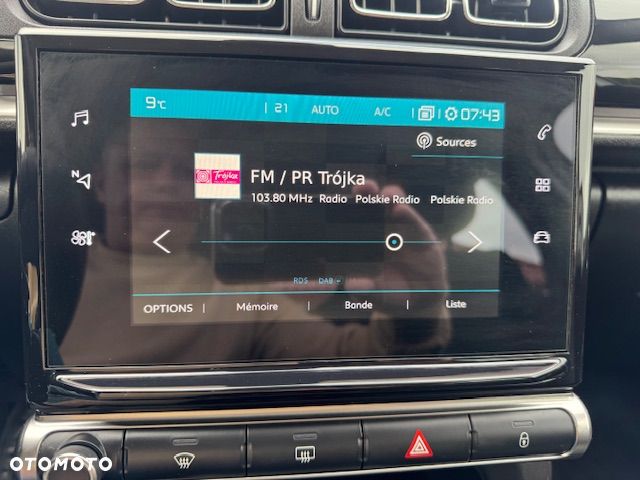 9°C | 21 AUTO A/C 07:43
Sources
Trójka
FM / PR Trójka
103.80 MHz Radio Polskie Radio Polskie Radio
N
RDS DAB
OPTIONS | Mémoire | Bande | Liste
OTOMOTO